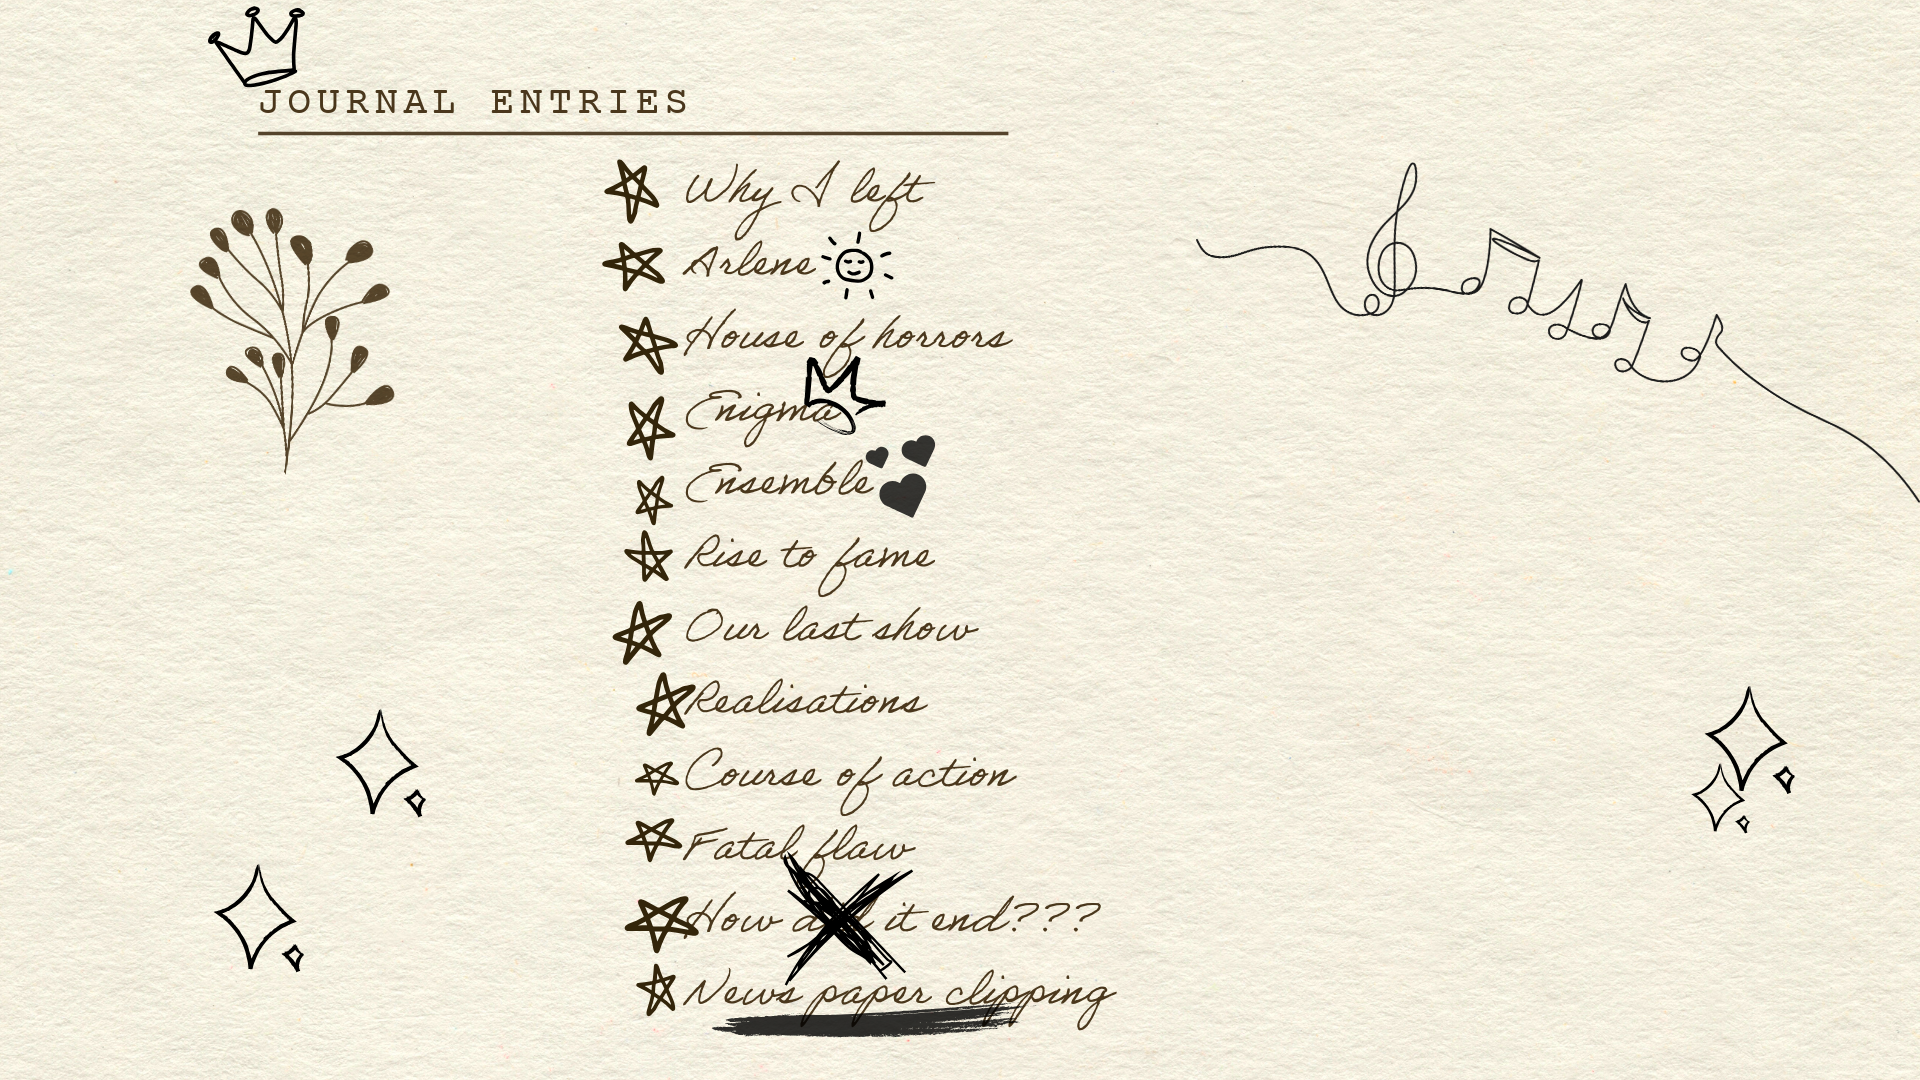 JOURNAL ENTRIES
Why I left
Arlene
House of horrors
Enigma
Ensemble
Rise to fame
Our last show
Realisations
Course of action
Fatal flaw
How it end???
News paper clipping